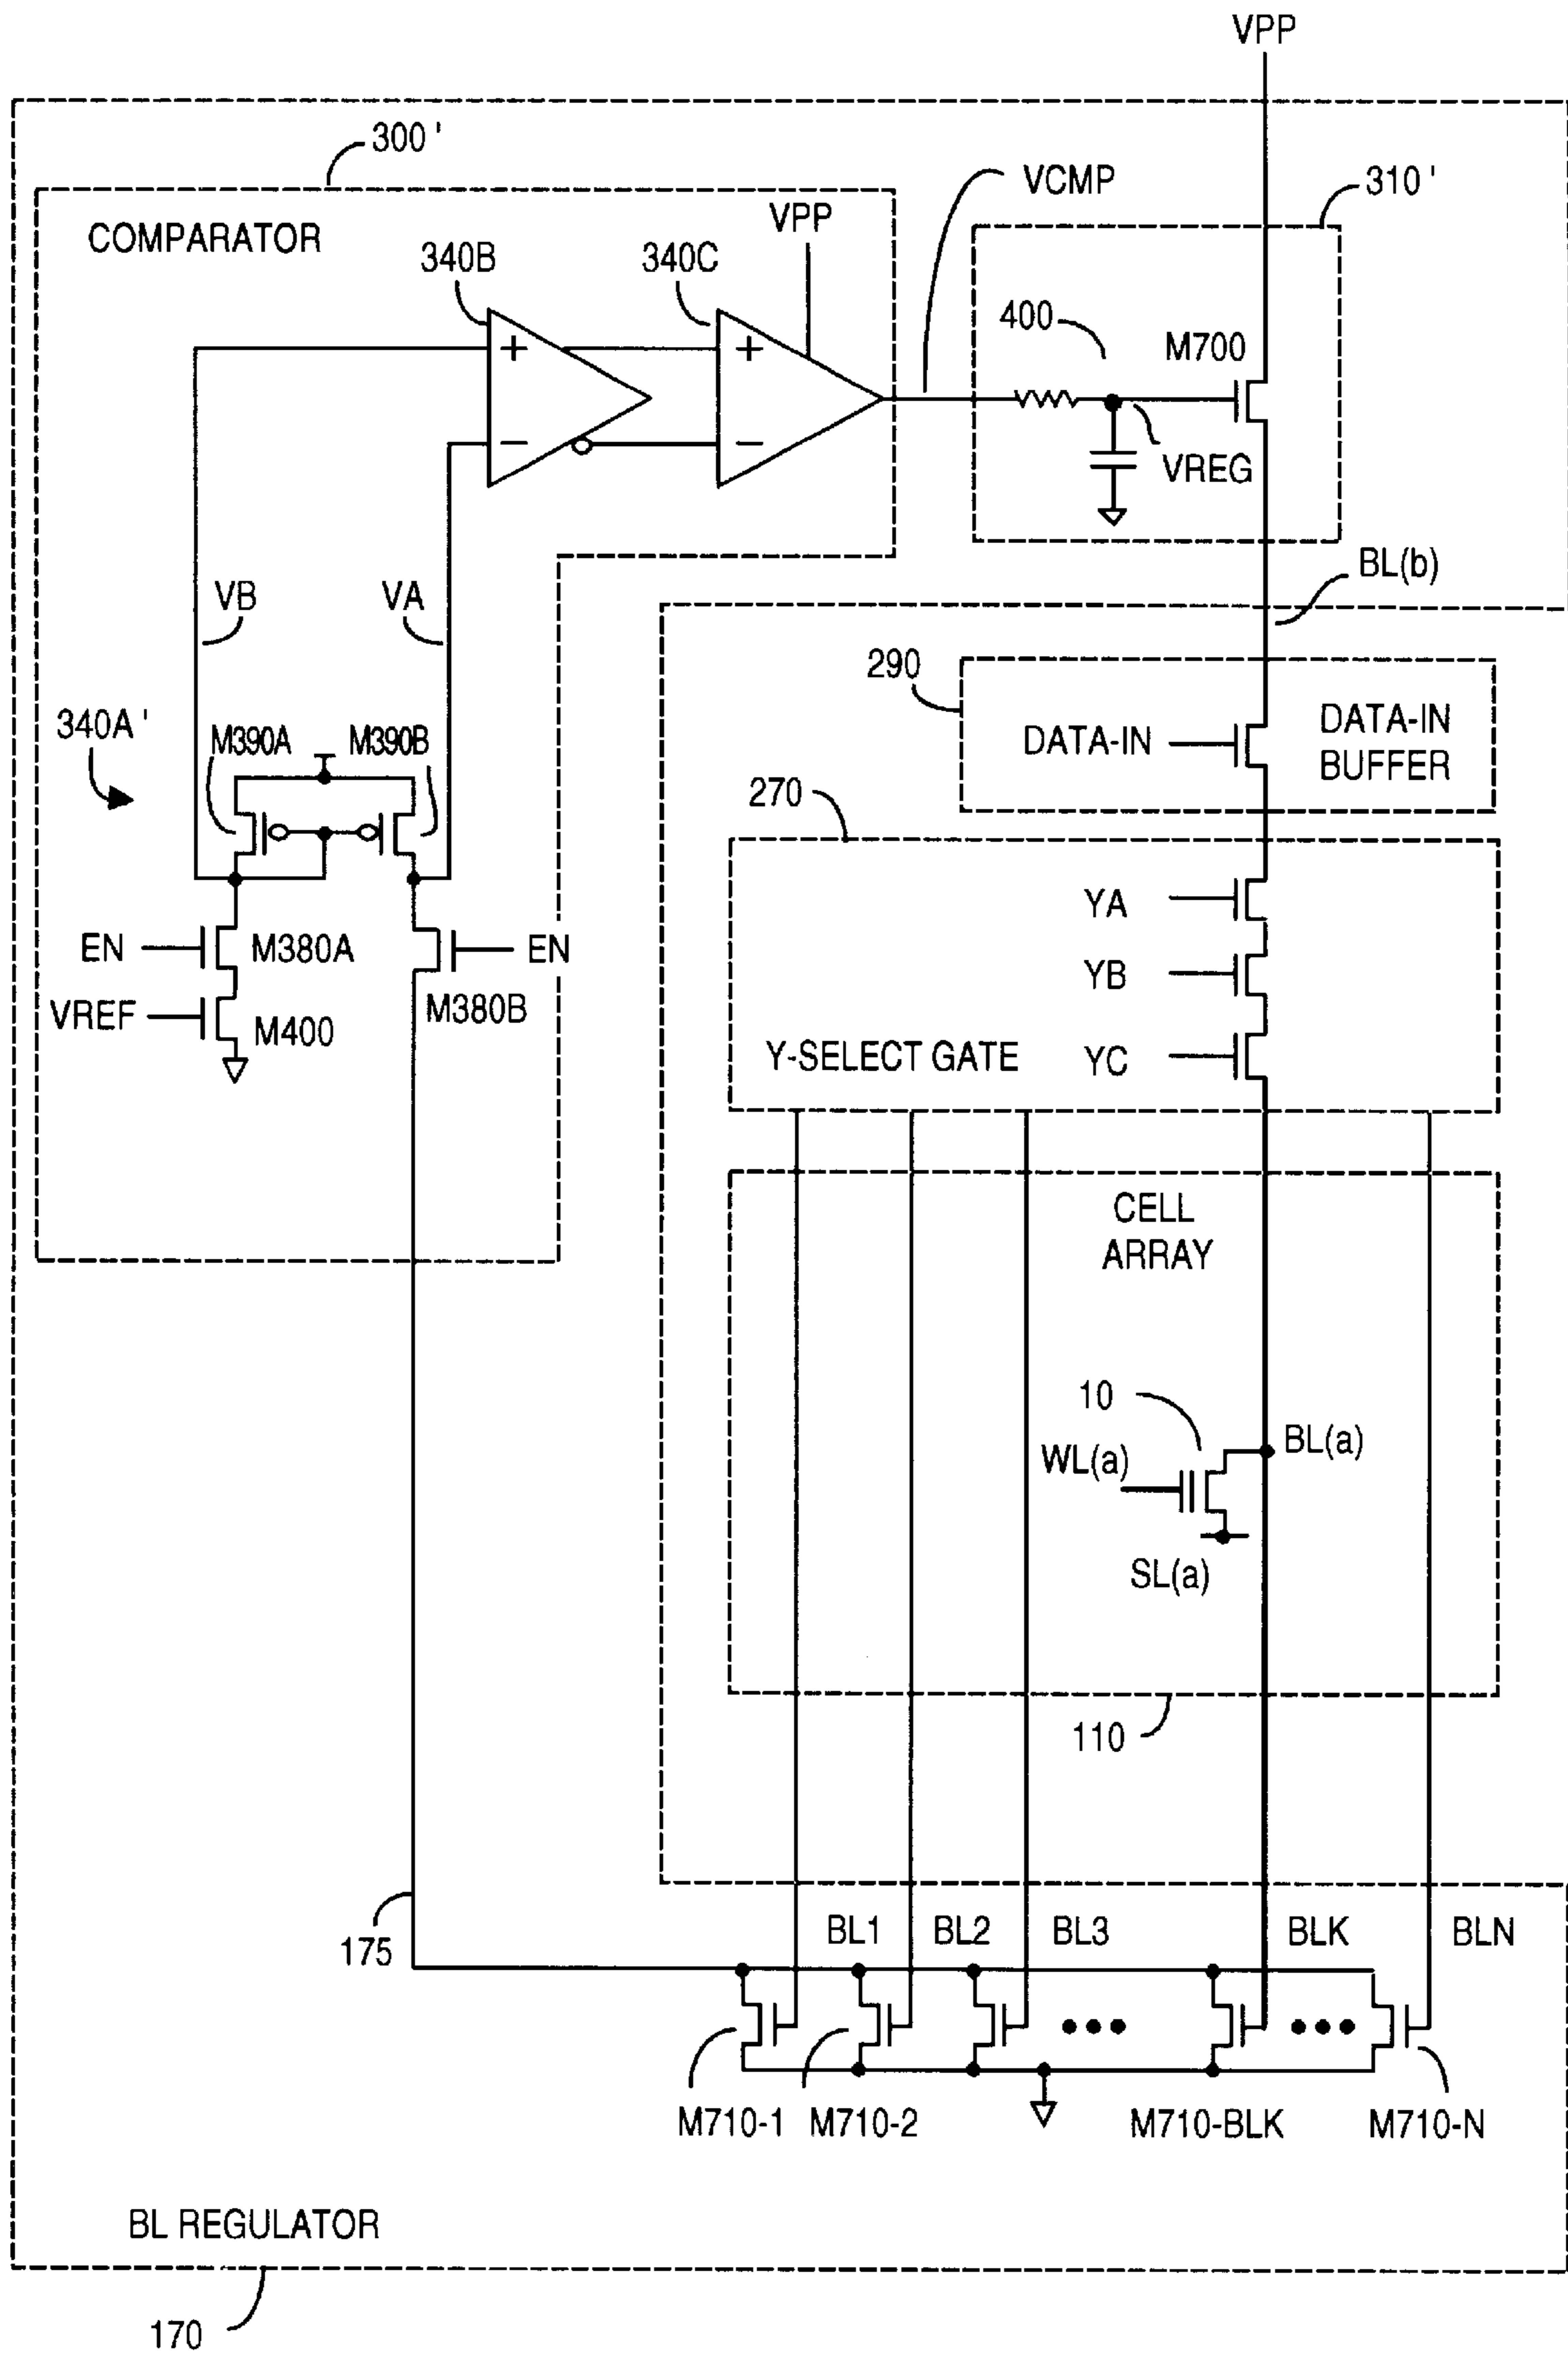 VPP
300'
VCMP
310'
COMPARATOR
VPP
340B
340C
400
M700
+
+
−
−
VREG
BL(b)
VB
VA
290
340A'
M390A
M390B
DATA-IN
DATA-IN
BUFFER
270
YA
EN
M380A
EN
YB
VREF
M400
M380B
Y-SELECT GATE
YC
CELL
ARRAY
10
WL(a)
BL(a)
SL(a)
110
175
BL1
BL2
BL3
BLK
BLN
M710-1
M710-2
M710-BLK
M710-N
BL REGULATOR
170